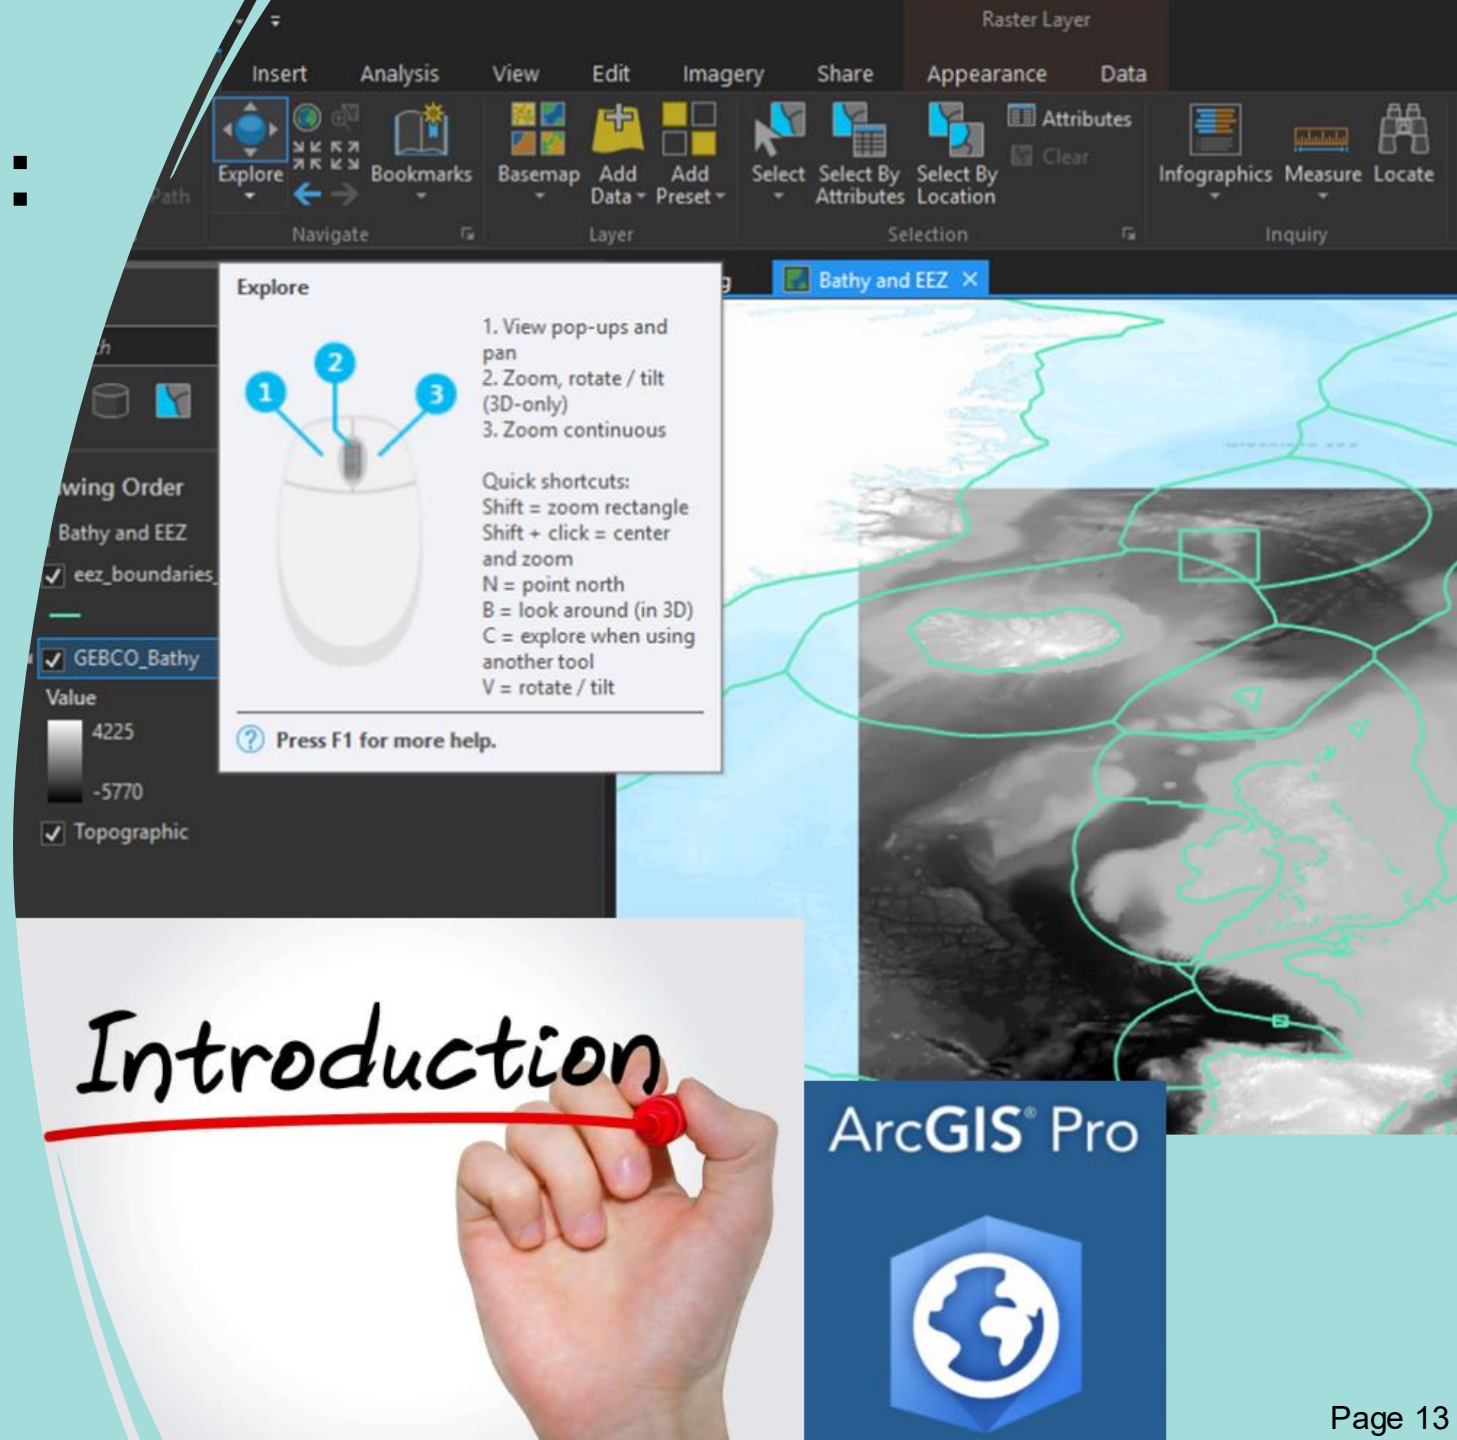 :
Raster Layer
Insert Analysis View Edit Imagery Share Appearance Data
Explore
Bookmarks
Basemap
Add Data
Add Preset
Select
Select By Attributes
Select By Location
Attributes
Clear
Infographics
Measure
Locate
Path
Navigate
Layer
Selection
Inquiry
Bathy and EEZ
Explore
1
2
3
1. View pop-ups and
pan
2. Zoom, rotate / tilt
(3D-only)
3. Zoom continuous
Quick shortcuts:
Shift = zoom rectangle
Shift + click = center
and zoom
N = point north
B = look around (in 3D)
C = explore when using
another tool
V = rotate / tilt
Press F1 for more help.
wing Order
Bathy and EEZ
eez_boundaries_
GEBCO_Bathy
Value
4225
-5770
Topographic
Introduction
ArcGIS® Pro
Page 13